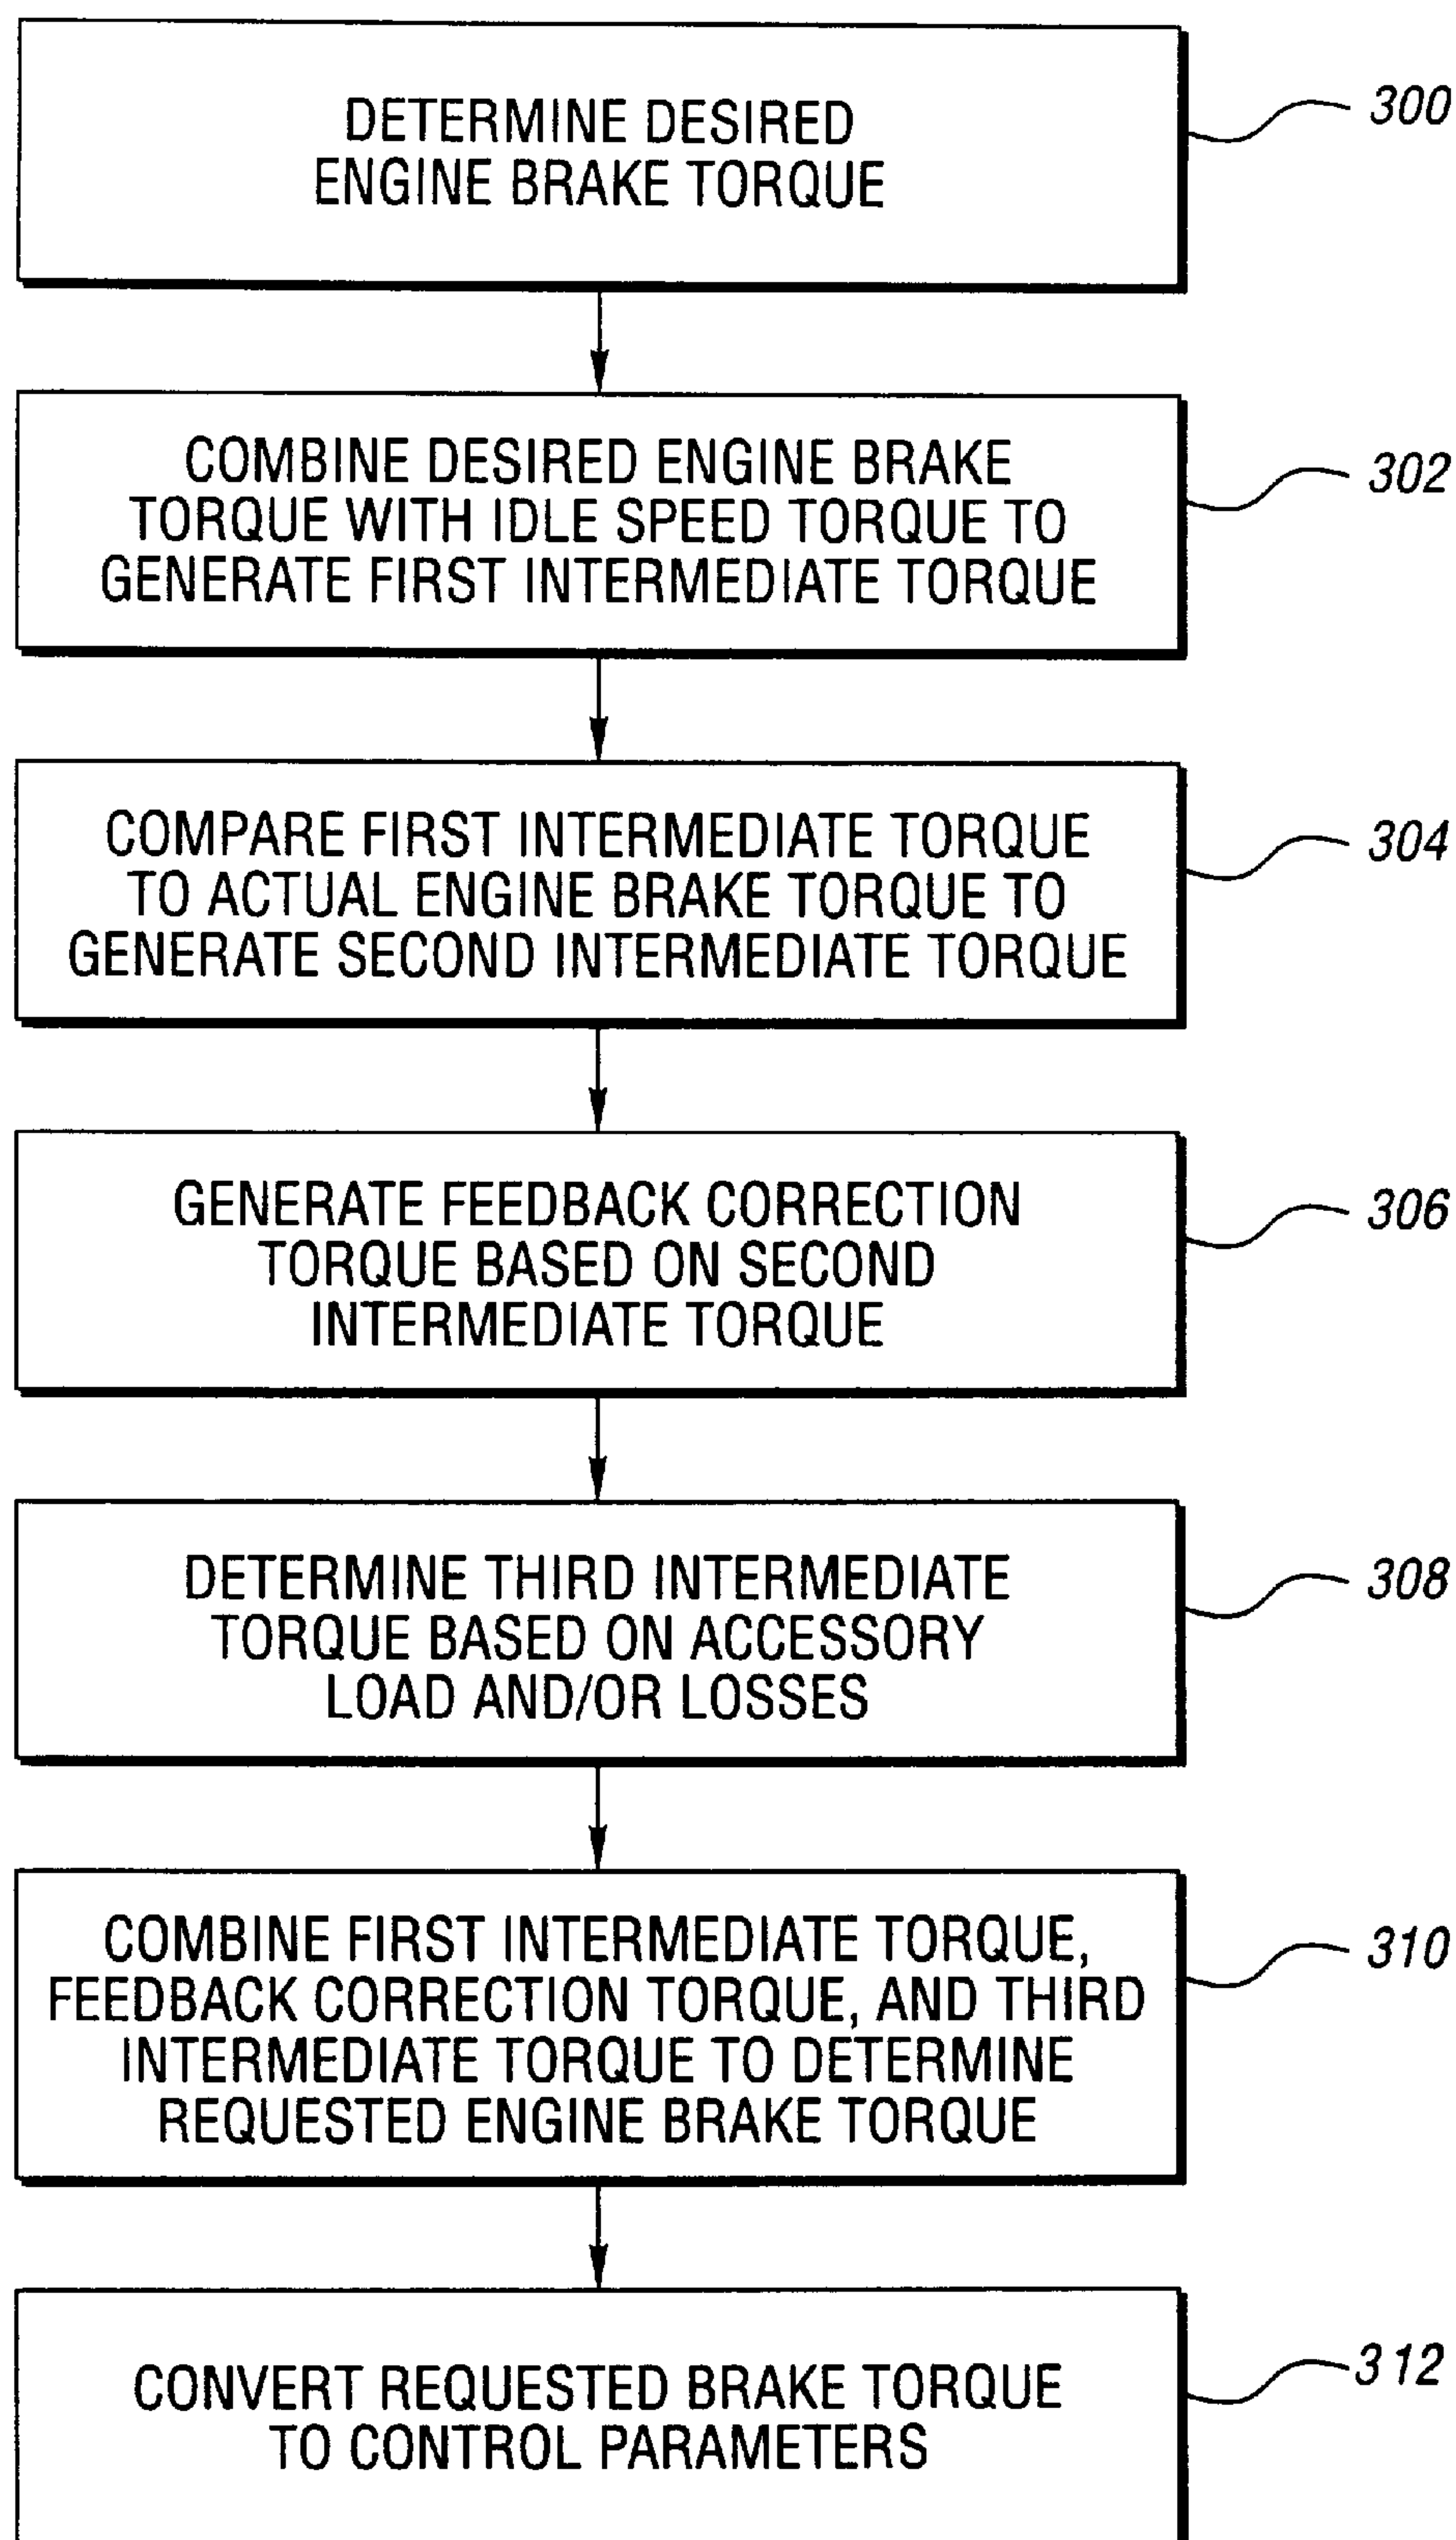 DETERMINE DESIRED
ENGINE BRAKE TORQUE
300
COMBINE DESIRED ENGINE BRAKE
TORQUE WITH IDLE SPEED TORQUE TO
GENERATE FIRST INTERMEDIATE TORQUE
302
COMPARE FIRST INTERMEDIATE TORQUE
TO ACTUAL ENGINE BRAKE TORQUE TO
GENERATE SECOND INTERMEDIATE TORQUE
304
GENERATE FEEDBACK CORRECTION
TORQUE BASED ON SECOND
INTERMEDIATE TORQUE
306
DETERMINE THIRD INTERMEDIATE
TORQUE BASED ON ACCESSORY
LOAD AND/OR LOSSES
308
COMBINE FIRST INTERMEDIATE TORQUE,
FEEDBACK CORRECTION TORQUE, AND THIRD
INTERMEDIATE TORQUE TO DETERMINE
REQUESTED ENGINE BRAKE TORQUE
310
CONVERT REQUESTED BRAKE TORQUE
TO CONTROL PARAMETERS
312